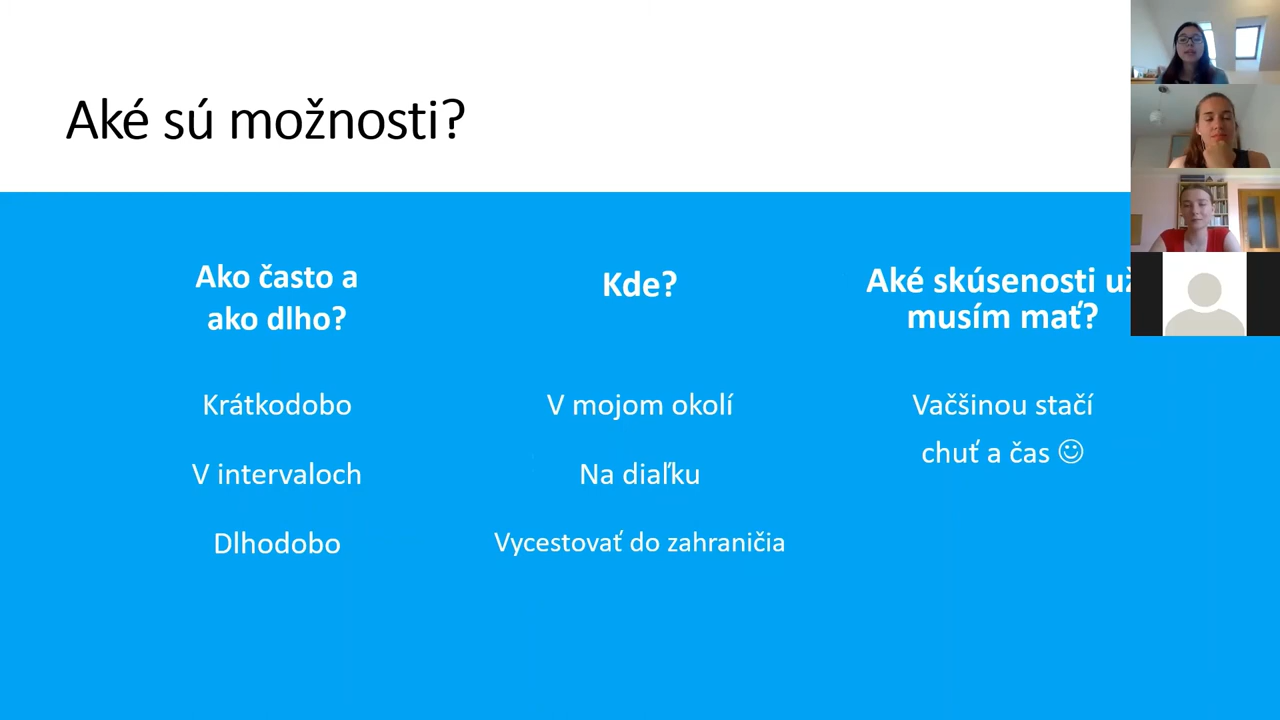 Aké sú možnosti?
Ako často a
ako dlho?
Krátkodobo
V intervaloch
Dlhodobo
Kde?
V mojom okolí
Na diaľku
Vycestovať do zahraničia
Aké skúsenosti už
musím mať?
Vačšinou stačí
chuť a čas ☺